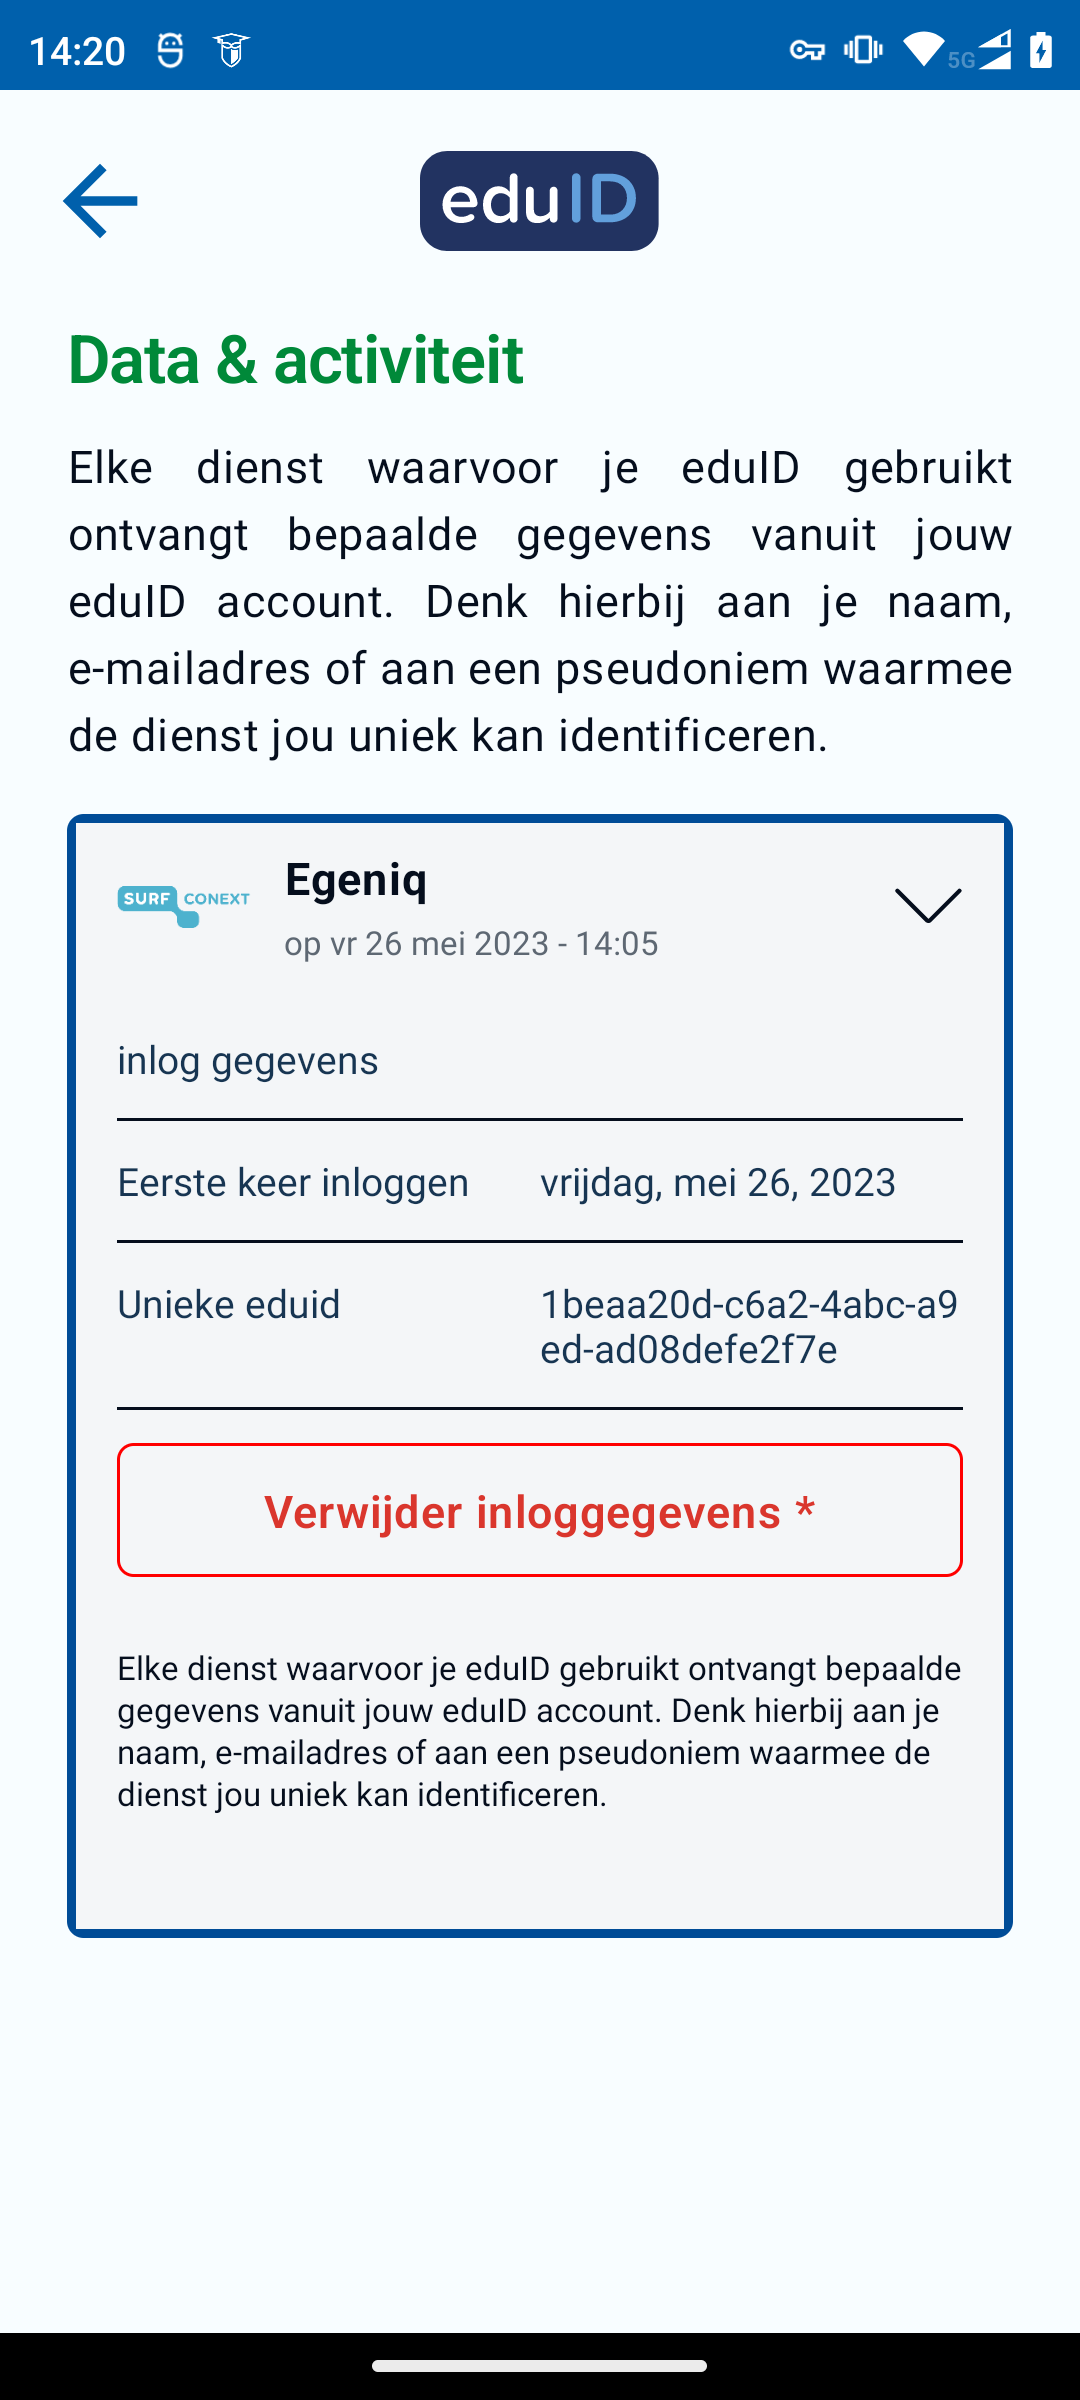 14:20
5G
eduID
Data & activiteit
Elke dienst waarvoor je eduID gebruikt
ontvangt bepaalde gegevens vanuit jouw
eduID account. Denk hierbij aan je naam,
e-mailadres of aan een pseudoniem waarmee
de dienst jou uniek kan identificeren.
SURF CONEXT
Egeniq
op vr 26 mei 2023 - 14:05
inlog gegevens
Eerste keer inloggen vrijdag, mei 26, 2023
Unieke eduid 1beaa20d-c6a2-4abc-a9
ed-ad08defe2f7e
Verwijder inloggegevens *
Elke dienst waarvoor je eduID gebruikt ontvangt bepaalde
gegevens vanuit jouw eduID account. Denk hierbij aan je
naam, e-mailadres of aan een pseudoniem waarmee de
dienst jou uniek kan identificeren.